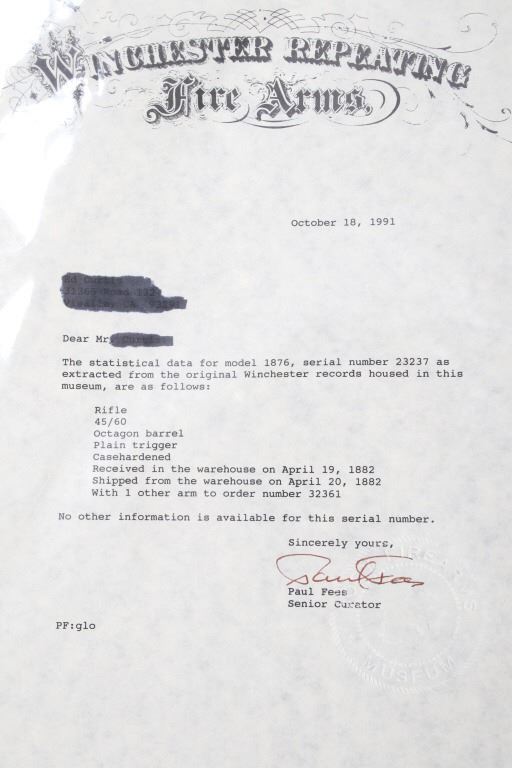 WINCHESTER REPEATING
Fire Arms,
October 18, 1991
Dear Mr
The statistical data for model 1876, serial number 23237 as
extracted from the original Winchester records housed in this
museum, are as follows:
Rifle
45/60
Octagon barrel
Plain trigger
Casehardened
Received in the warehouse on April 19, 1882
Shipped from the warehouse on April 20, 1882
With 1 other arm to order number 32361
No other information is available for this serial number.
Sincerely yours,
Paul Fees
Paul Fees
Senior Curator
PF:glo
FIREARMS
MUSEUM